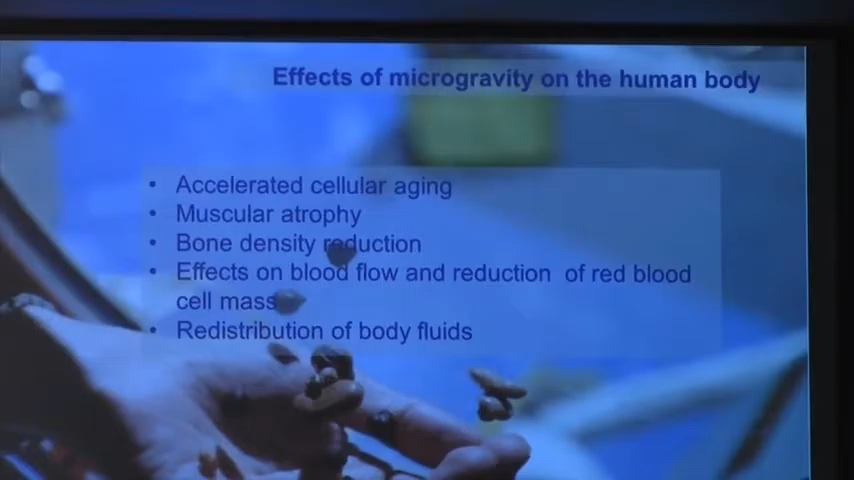 Effects of microgravity on the human body
• Accelerated cellular aging
• Muscular atrophy
• Bone density reduction
• Effects on blood flow and reduction of red blood
cell mass
• Redistribution of body fluids